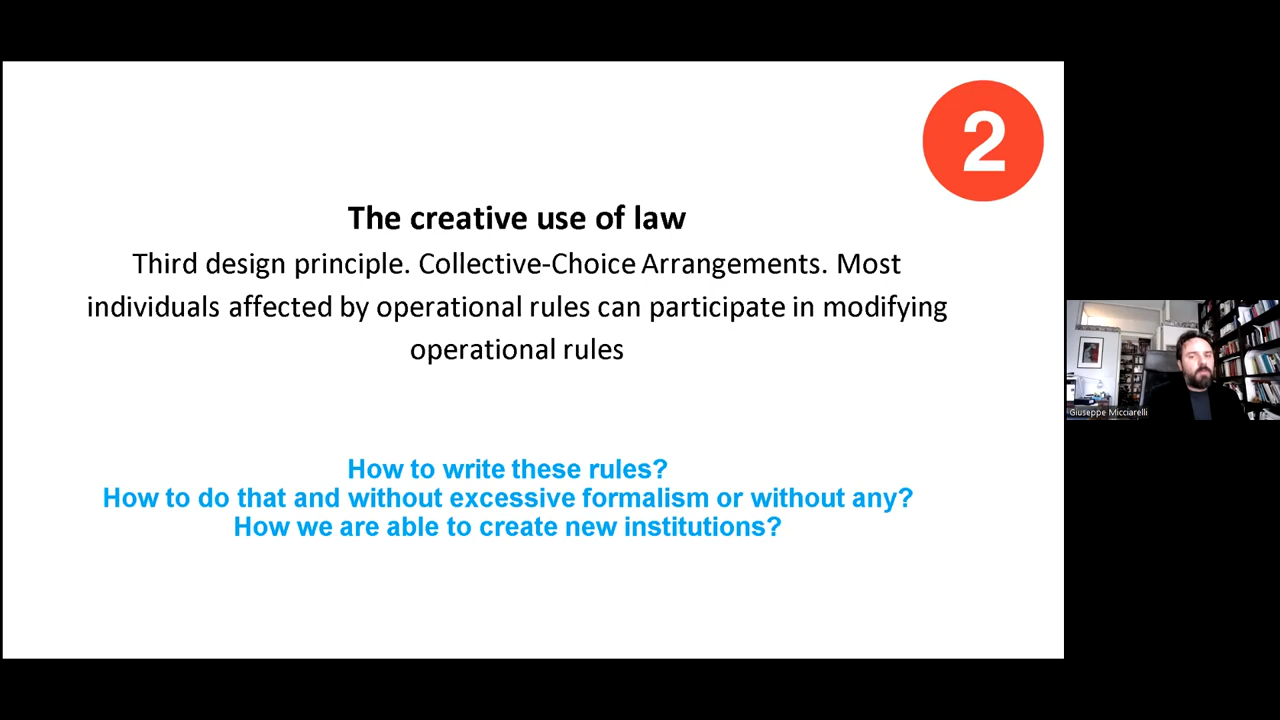 2
The creative use of law
Third design principle. Collective-Choice Arrangements. Most
individuals affected by operational rules can participate in modifying
operational rules
How to write these rules?
How to do that and without excessive formalism or without any?
How we are able to create new institutions?
Giuseppe Micciarelli